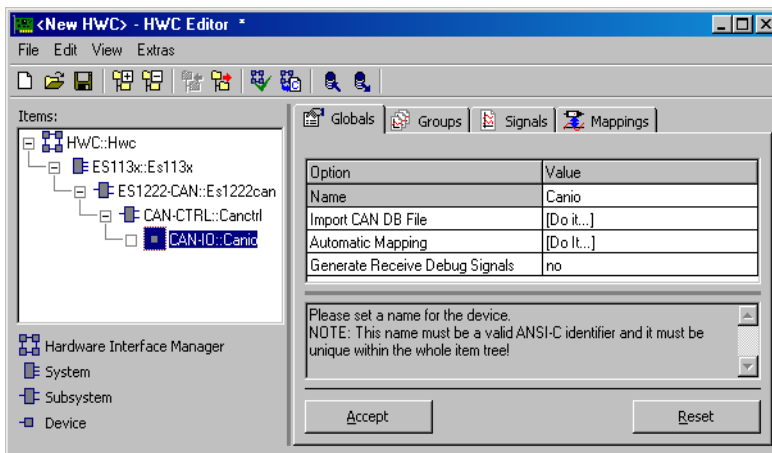 <New HWC> - HWC Editor *
File Edit View Extras
Items:
HWC::Hwc
ES113x::Es113x
ES1222-CAN::Es1222can
CAN-CTRL::Canctrl
CAN-IO::Canio
Hardware Interface Manager
System
Subsystem
Device
Globals Groups Signals Mappings
Option Value
Name Canio
Import CAN DB File [Do it...]
Automatic Mapping [Do It...]
Generate Receive Debug Signals no
Please set a name for the device.
NOTE: This name must be a valid ANSI-C identifier and it must be
unique within the whole item tree!
Accept Reset